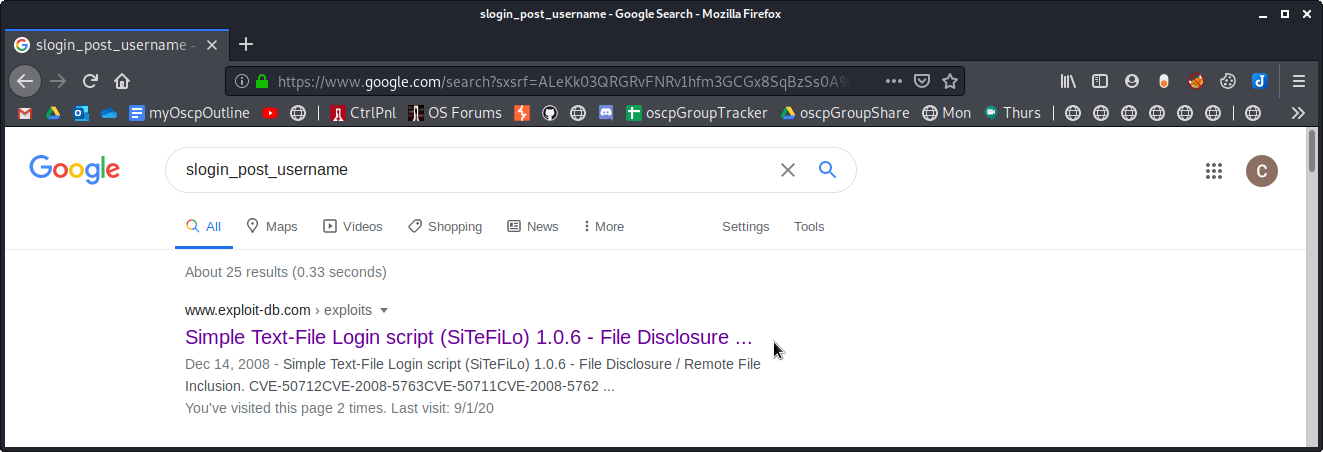 slogin_post_username - Google Search - Mozilla Firefox
slogin_post_username -
https://www.google.com/search?sxsrf=ALeKk03QRGRvFNRv1hfm3GCGx8SqBzSs0A%
myOscpOutline CtrlPnl OS Forums oscpGroupTracker oscpGroupShare Mon Thurs
Google slogin_post_username C
All Maps Videos Shopping News More Settings Tools
About 25 results (0.33 seconds)
www.exploit-db.com › exploits
Simple Text-File Login script (SiTeFiLo) 1.0.6 - File Disclosure ...
Dec 14, 2008 - Simple Text-File Login script (SiTeFiLo) 1.0.6 - File Disclosure / Remote File
Inclusion. CVE-50712CVE-2008-5763CVE-50711CVE-2008-5762 ...
You've visited this page 2 times. Last visit: 9/1/20